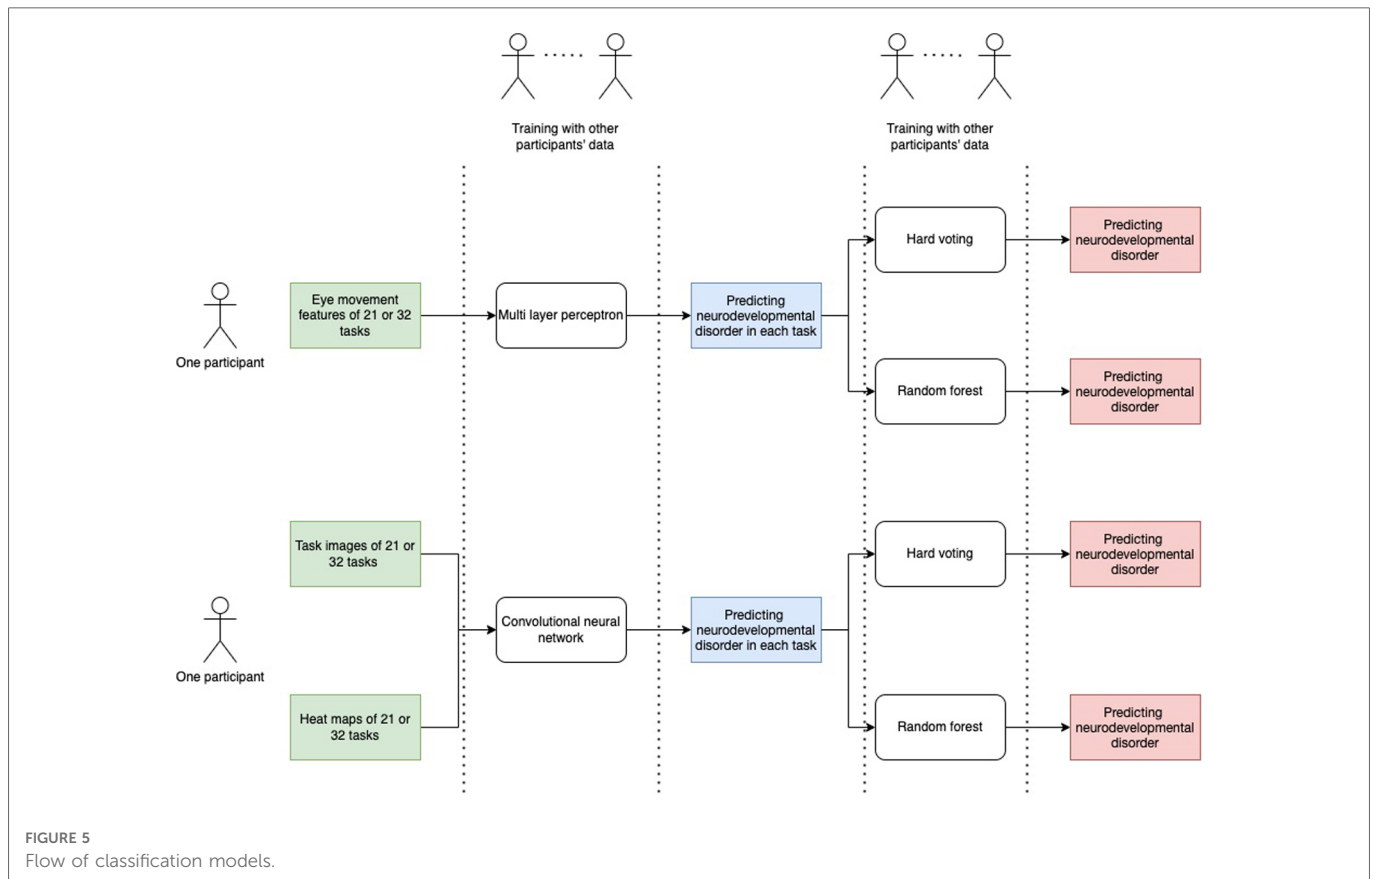 Training with other
participants' data
Training with other
participants' data
One participant
Eye movement
features of 21 or 32
tasks
Multi layer perceptron
Predicting
neurodevelopmental
disorder in each task
Hard voting
Predicting
neurodevelopmental
disorder
Random forest
Predicting
neurodevelopmental
disorder
One participant
Task images of 21 or
32 tasks
Heat maps of 21 or
32 tasks
Convolutional neural
network
Predicting
neurodevelopmental
disorder in each task
Hard voting
Predicting
neurodevelopmental
disorder
Random forest
Predicting
neurodevelopmental
disorder
FIGURE 5
Flow of classification models.